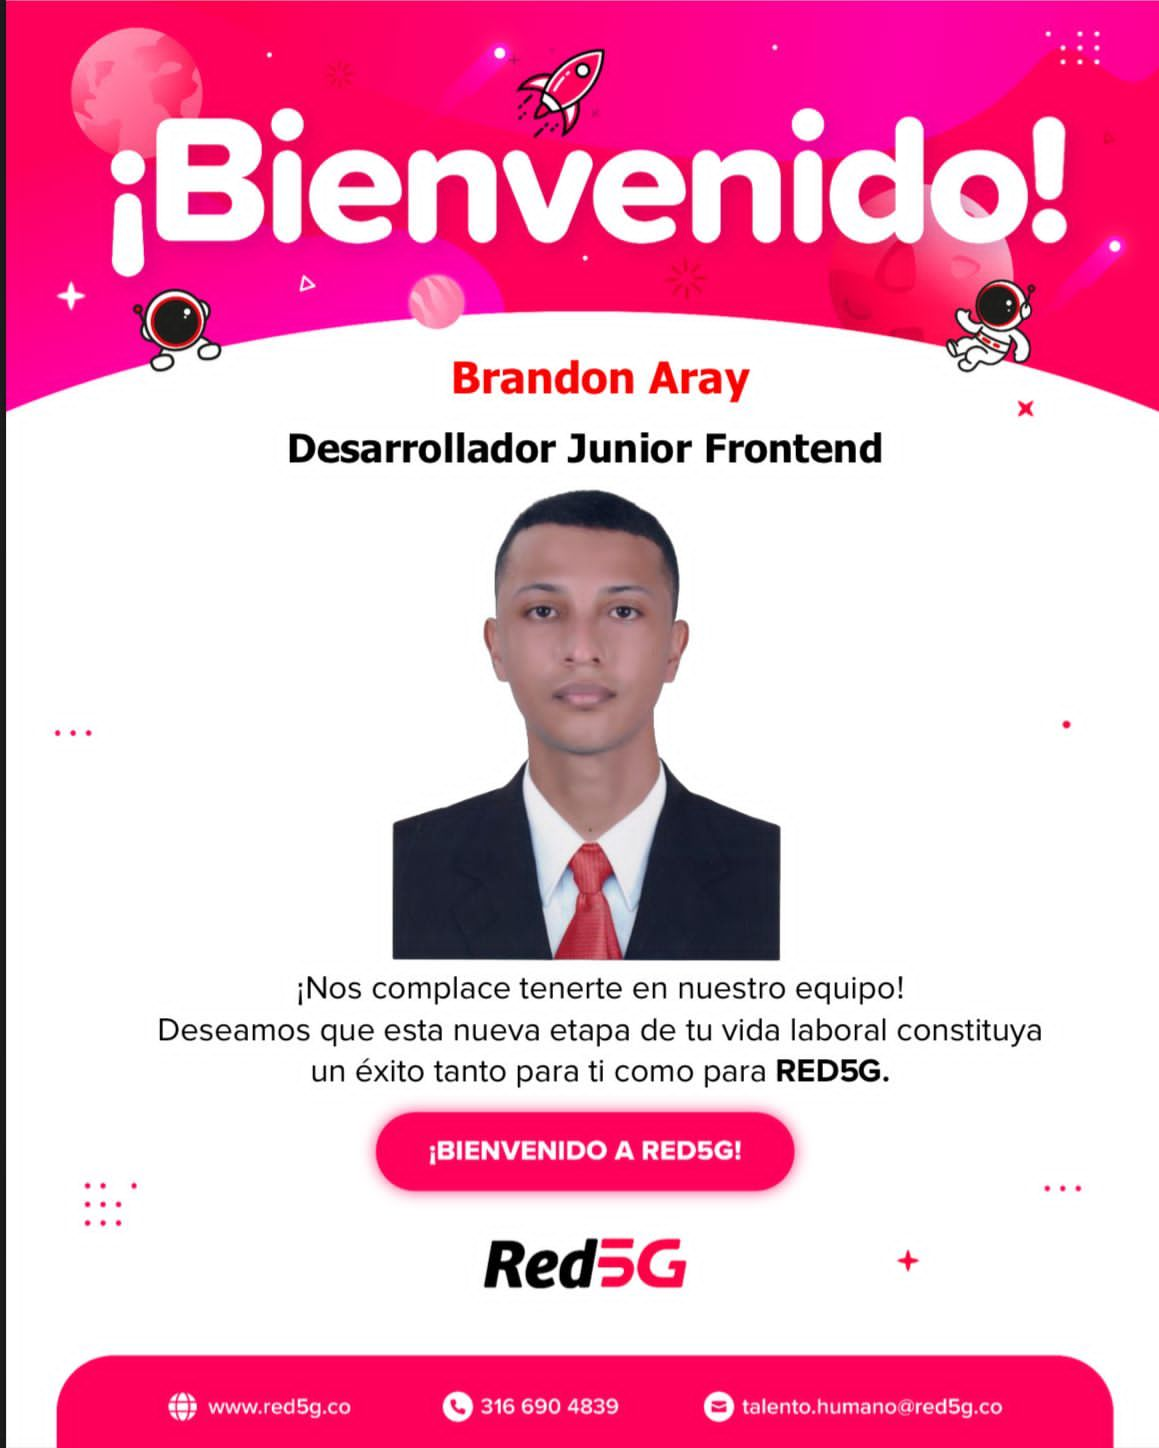 ¡Bienvenido!
Brandon Aray
Desarrollador Junior Frontend
¡Nos complace tenerte en nuestro equipo!
Deseamos que esta nueva etapa de tu vida laboral constituya
un éxito tanto para ti como para RED5G.
¡BIENVENIDO A RED5G!
Red5G
www.red5g.co
316 690 4839
talento.humano@red5g.co